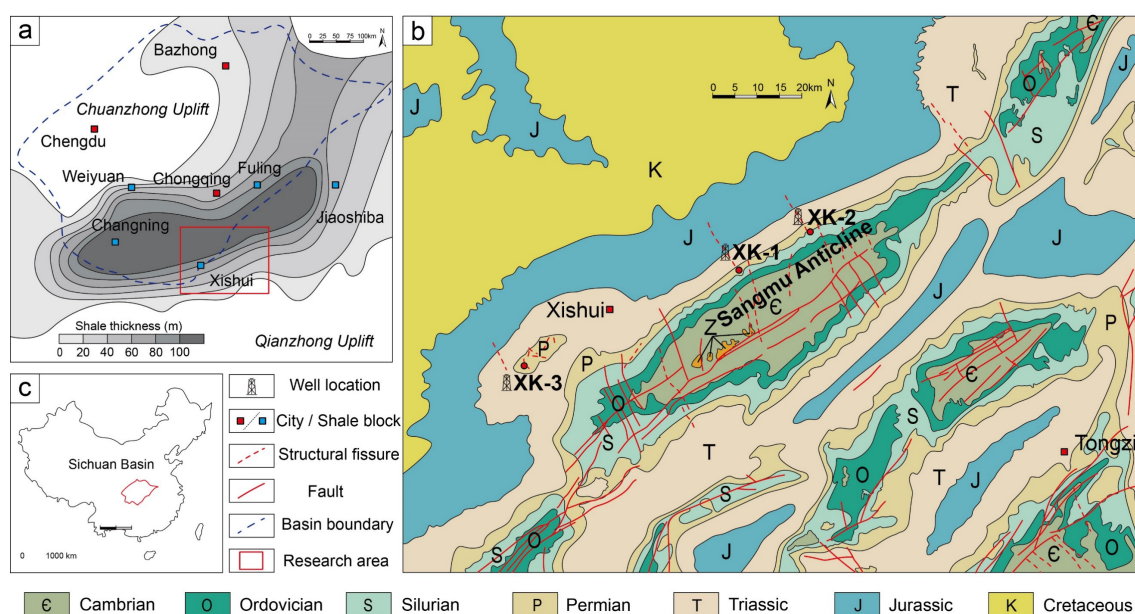 a
0 25 50 75 100km
N
Bazhong
Chuanzhong Uplift
Chengdu
Weiyuan
Chongqing
Fuling
Jiaoshiba
Changning
Xishui
Shale thickness (m)
0 20 40 60 80 100
Qianzhong Uplift
b
0 5 10 15 20km
N
Є
O
J
J
T
S
J
K
XK-2
J
XK-1
J
Sangmu Anticline
Xishui
Є
J
Z
P
P
P
XK-3
Є
O
S
S
T
Tongzi
O
T
J
S
S
O
J
Є
O
c
Sichuan Basin
0 1000 km
Well location
City / Shale block
Structural fissure
Fault
Basin boundary
Research area
Є Cambrian
O Ordovician
S Silurian
P Permian
T Triassic
J Jurassic
K Cretaceous